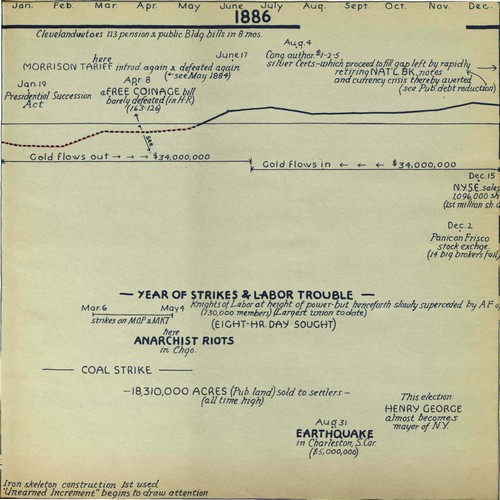 Jan. Feb. Mar. Apr. May June July Aug. Sept. Oct. Nov. Dec.
1886
Cleveland vetoes 113 pension & public Bldg. bills in 8 mos.
here
MORRISON TARIFF introd. again & defeated again
(← see May 1884)
June 17
Aug. 4
Cong. author. $1-2-5
silver Certs.-which proceed to fill gap left by rapidly
retiring NAT'L. BK. notes
and currency crisis thereby averted
(see Pub. debt reduction)
Jan. 19
Presidential Succession
Act
Apr. 8
a FREE COINAGE bill
barely defeated (in H.R.)
(163-126)
see
Gold flows out → → → $34,000,000
Gold flows in ← ← ← $34,000,000
Dec. 15
N.Y.S.E. sales
1,096,000 sh
(1st million sh d
Dec. 2
Panic on Frisco
stock exchge.
(14 big brokers fail)
— YEAR OF STRIKES & LABOR TROUBLE —
Knights of Labor at height of power-but henceforth slowly superceded by A.F. o
(730,000 members) (Largest union to date)
(EIGHT-HR. DAY SOUGHT)
Mar. 6 May 4
strikes on M.O.P. & M.K.T.
here
ANARCHIST RIOTS
in Chgo.
COAL STRIKE
-18,310,000 ACRES (Pub. land) sold to settlers-
(all time high)
This election
HENRY GEORGE
almost becomes
mayor of N.Y.
Aug. 31
EARTHQUAKE
in Charleston, S. Car.
($5,000,000)
Iron skeleton construction 1st used
"Unearned Increment" begins to draw attention